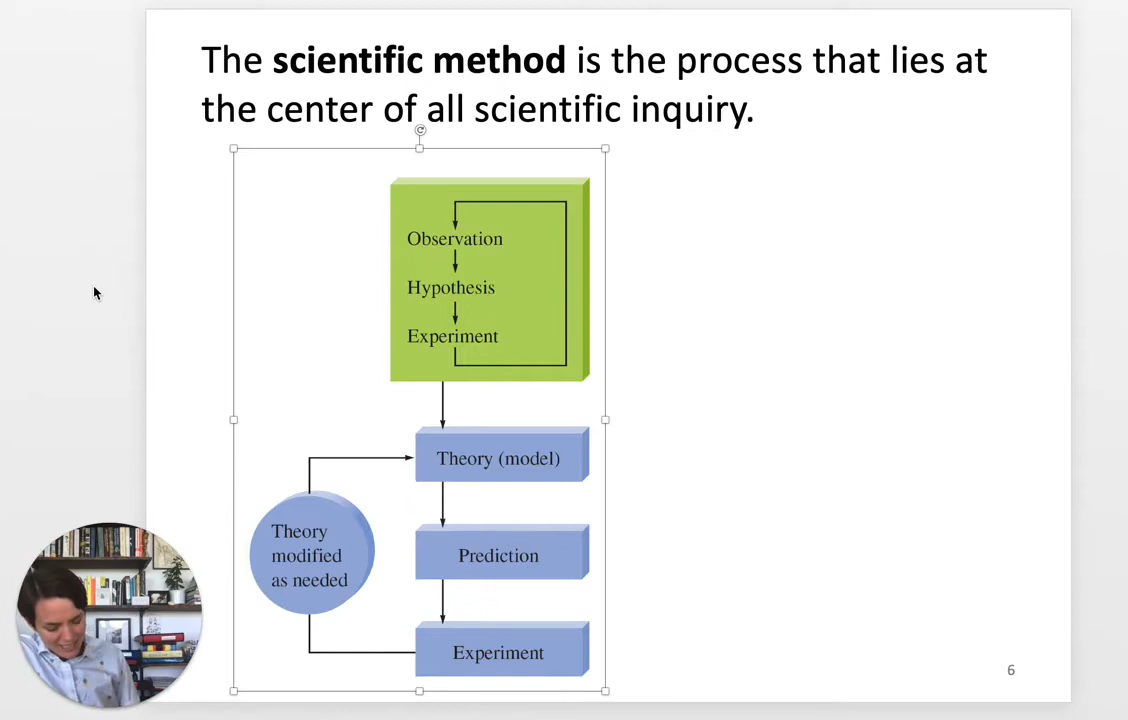 The scientific method is the process that lies at
the center of all scientific inquiry.
Observation
Hypothesis
Experiment
Theory (model)
Theory
modified
as needed
Prediction
Experiment
6